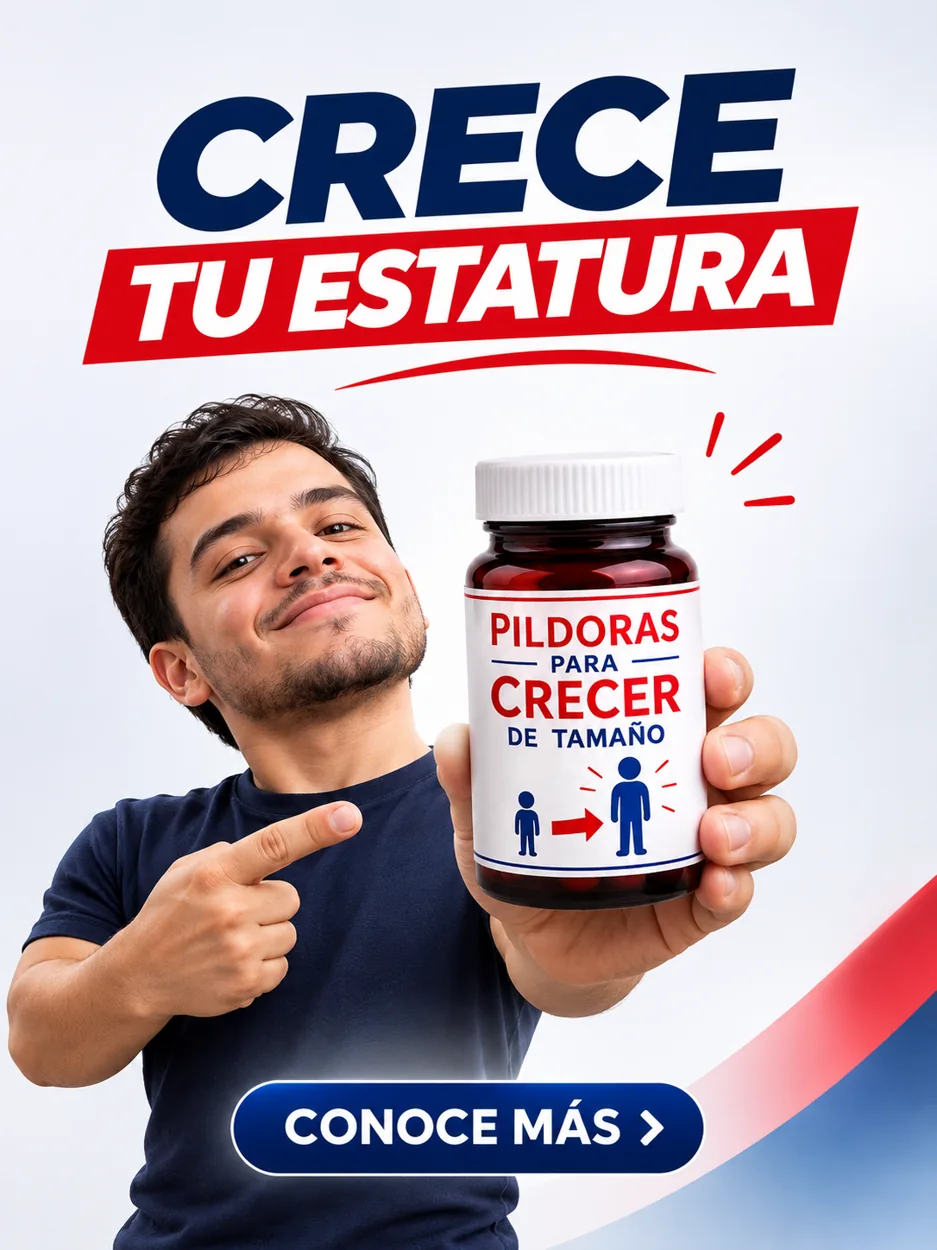 CRECE
TU ESTATURA
PILDORAS
PARA
CRECER
DE TAMAÑO
CONOCE MÁS